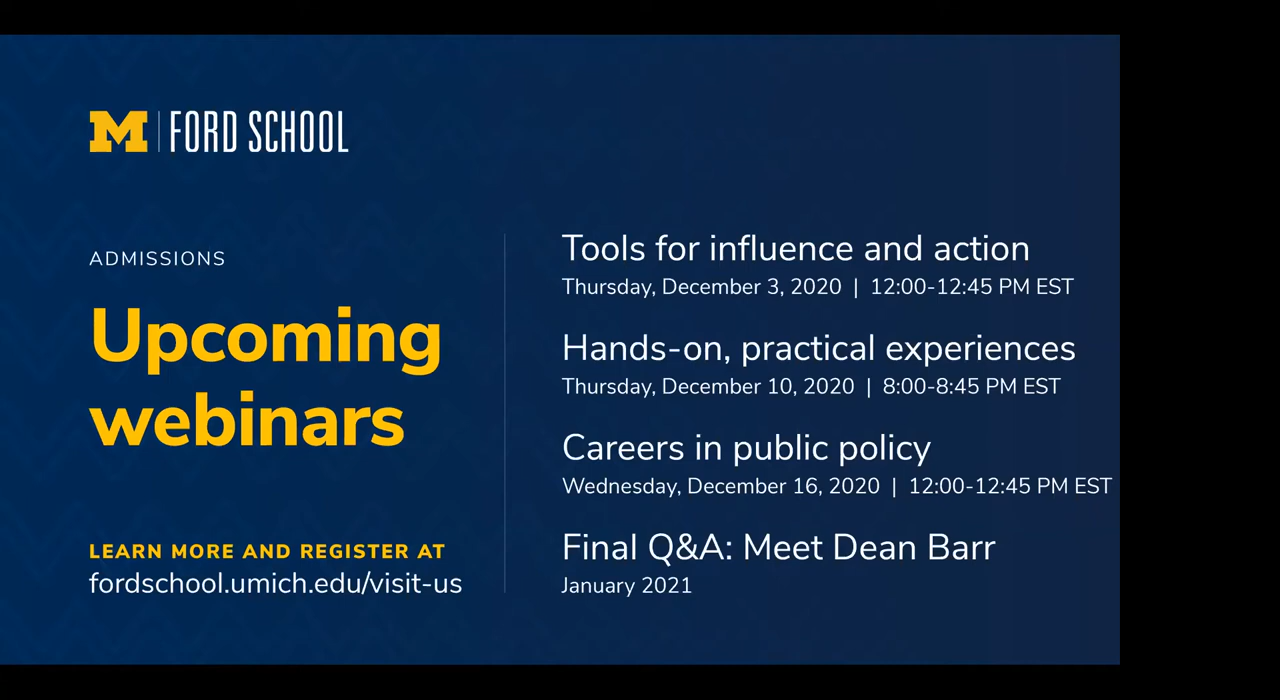 M | FORD SCHOOL
ADMISSIONS
Upcoming
webinars
LEARN MORE AND REGISTER AT
fordschool.umich.edu/visit-us
Tools for influence and action
Thursday, December 3, 2020 | 12:00-12:45 PM EST
Hands-on, practical experiences
Thursday, December 10, 2020 | 8:00-8:45 PM EST
Careers in public policy
Wednesday, December 16, 2020 | 12:00-12:45 PM EST
Final Q&A: Meet Dean Barr
January 2021